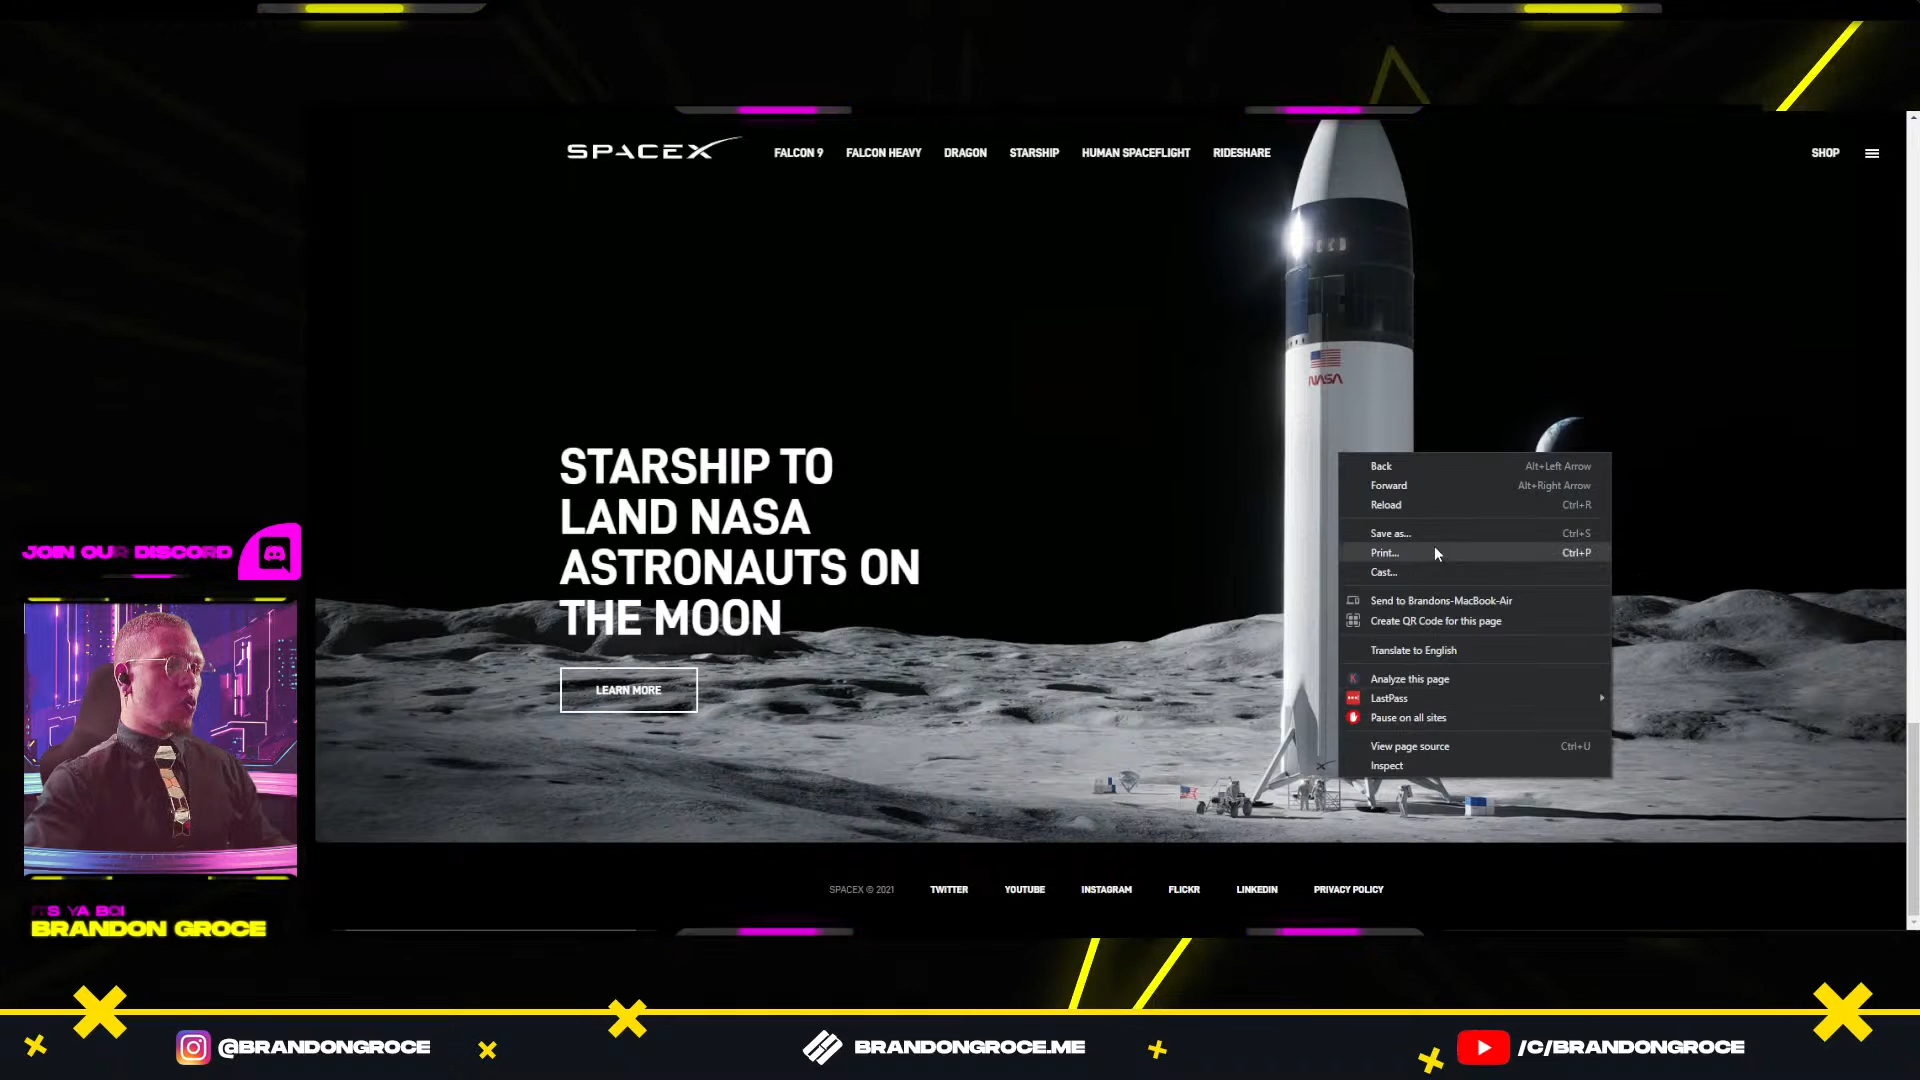 SPACEX
FALCON 9
FALCON HEAVY
DRAGON
STARSHIP
HUMAN SPACEFLIGHT
RIDESHARE
SHOP
NASA
STARSHIP TO
LAND NASA
ASTRONAUTS ON
THE MOON
LEARN MORE
Back Alt+Left Arrow
Forward Alt+Right Arrow
Reload Ctrl+R
Save as... Ctrl+S
Print... Ctrl+P
Cast...
Send to Brandons-MacBook-Air
Create QR Code for this page
Translate to English
Analyze this page
LastPass
Pause on all sites
View page source Ctrl+U
Inspect
JOIN OUR DISCORD
IT'S YA BOI
BRANDON GROCE
SPACEX © 2021
TWITTER
YOUTUBE
INSTAGRAM
FLICKR
LINKEDIN
PRIVACY POLICY
@BRANDONGROCE
BRANDONGROCE.ME
/C/BRANDONGROCE